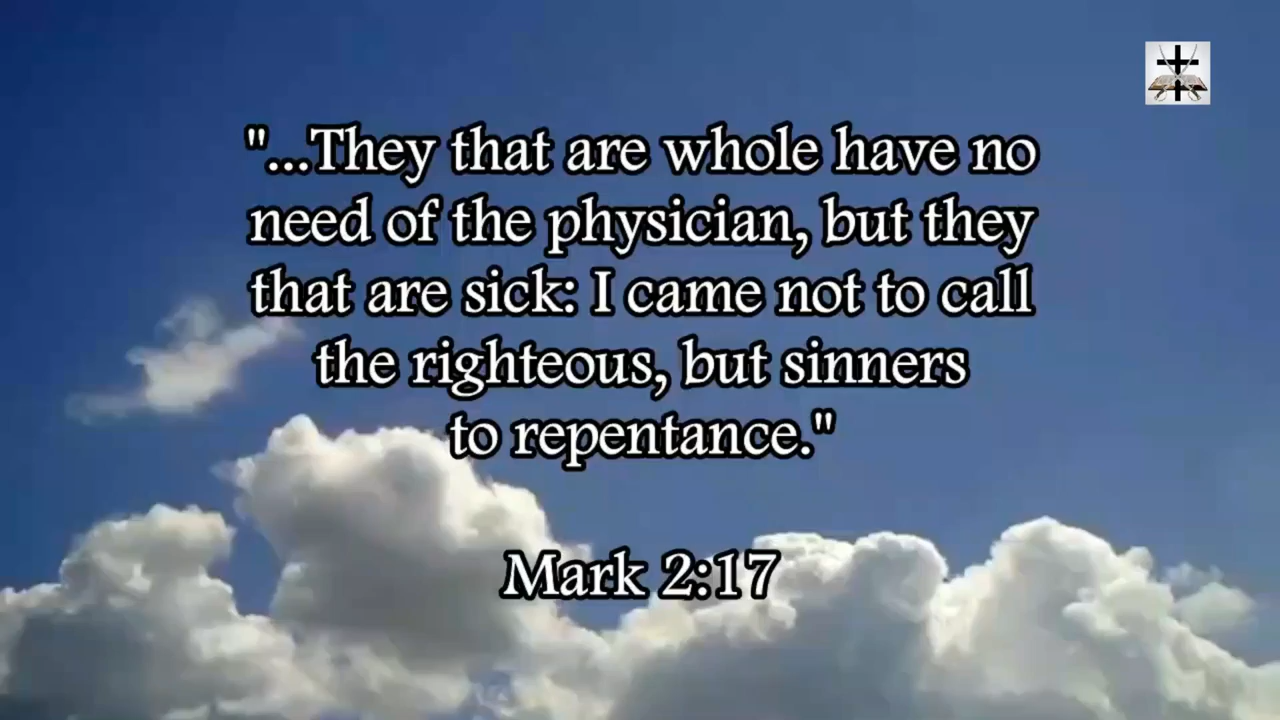 "...They that are whole have no
need of the physician, but they
that are sick: I came not to call
the righteous, but sinners
to repentance."
Mark 2:17